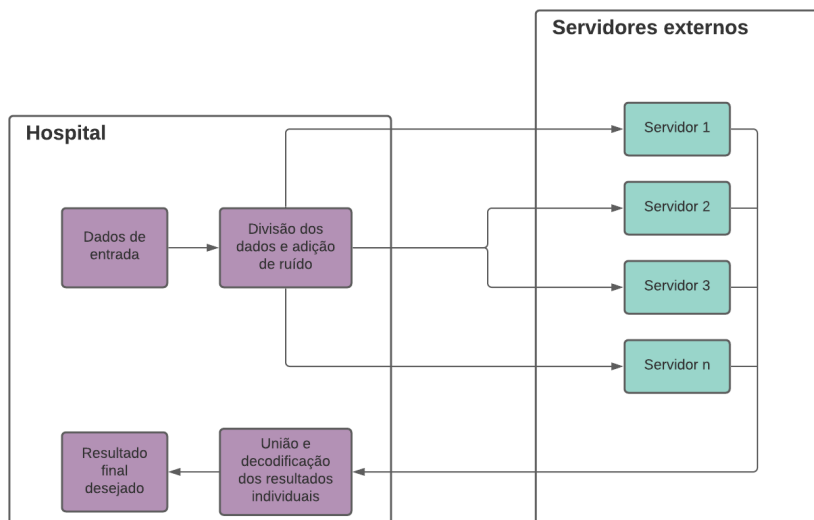 Servidores externos
Hospital
Servidor 1
Servidor 2
Servidor 3
Servidor n
Dados de
entrada
Divisão dos
dados e adição
de ruído
Resultado
final
desejado
União e
decodificação
dos resultados
individuais